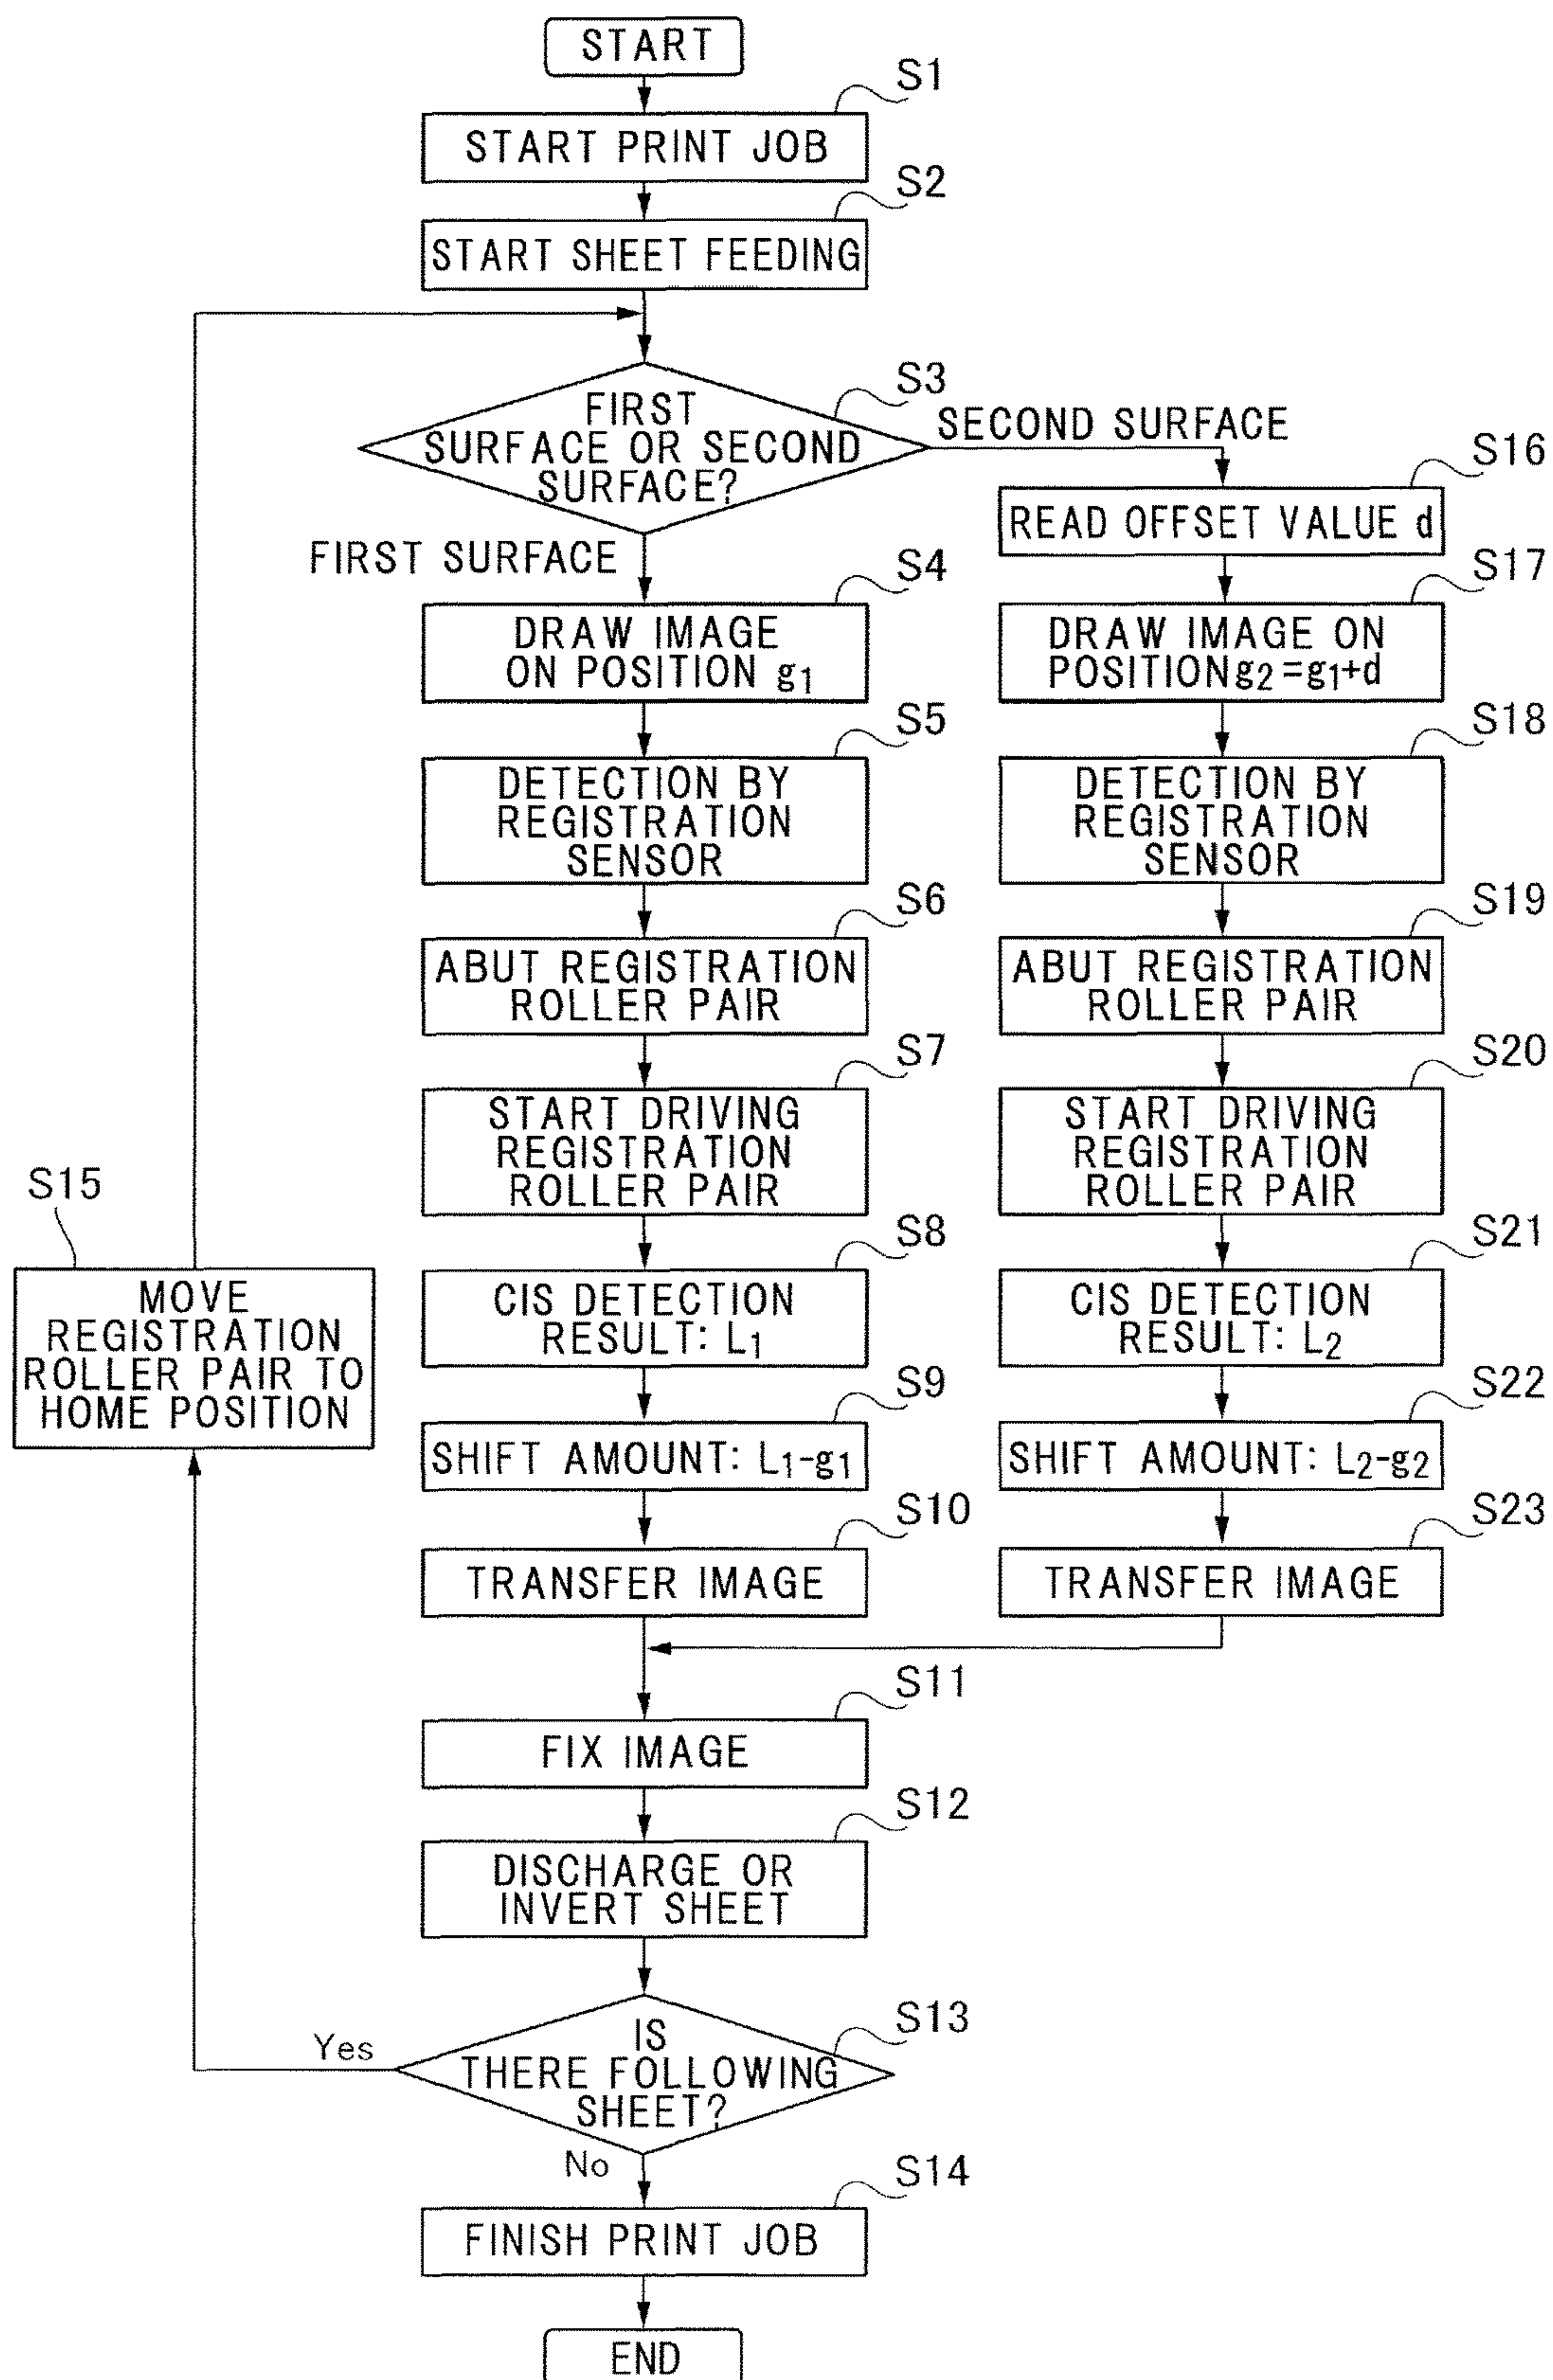 START
S1
START PRINT JOB
S2
START SHEET FEEDING
S3
FIRST
SURFACE OR SECOND
SURFACE?
SECOND SURFACE
FIRST SURFACE
S16
READ OFFSET VALUE d
S4
DRAW IMAGE
ON POSITION g1
S17
DRAW IMAGE ON
POSITION g2=g1+d
S5
DETECTION BY
REGISTRATION
SENSOR
S18
DETECTION BY
REGISTRATION
SENSOR
S6
ABUT REGISTRATION
ROLLER PAIR
S19
ABUT REGISTRATION
ROLLER PAIR
S7
START DRIVING
REGISTRATION
ROLLER PAIR
S20
START DRIVING
REGISTRATION
ROLLER PAIR
S15
MOVE
REGISTRATION
ROLLER PAIR TO
HOME POSITION
S8
CIS DETECTION
RESULT: L1
S21
CIS DETECTION
RESULT: L2
S9
SHIFT AMOUNT: L1-g1
S22
SHIFT AMOUNT: L2-g2
S10
TRANSFER IMAGE
S23
TRANSFER IMAGE
S11
FIX IMAGE
S12
DISCHARGE OR
INVERT SHEET
S13
IS
THERE FOLLOWING
SHEET?
Yes
No
S14
FINISH PRINT JOB
END